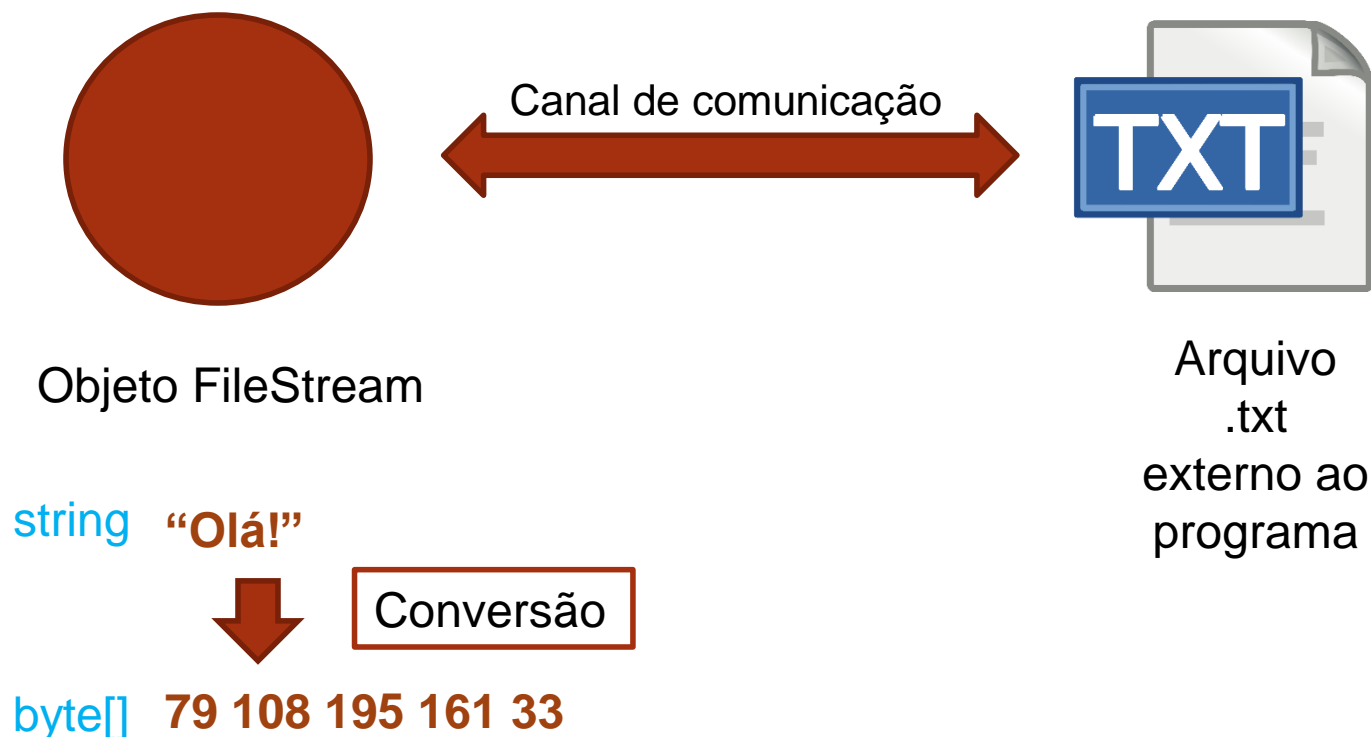 Canal de comunicação
TXT
Objeto FileStream
Arquivo
.txt
externo ao
programa
string “Olá!”
Conversão
byte[] 79 108 195 161 33